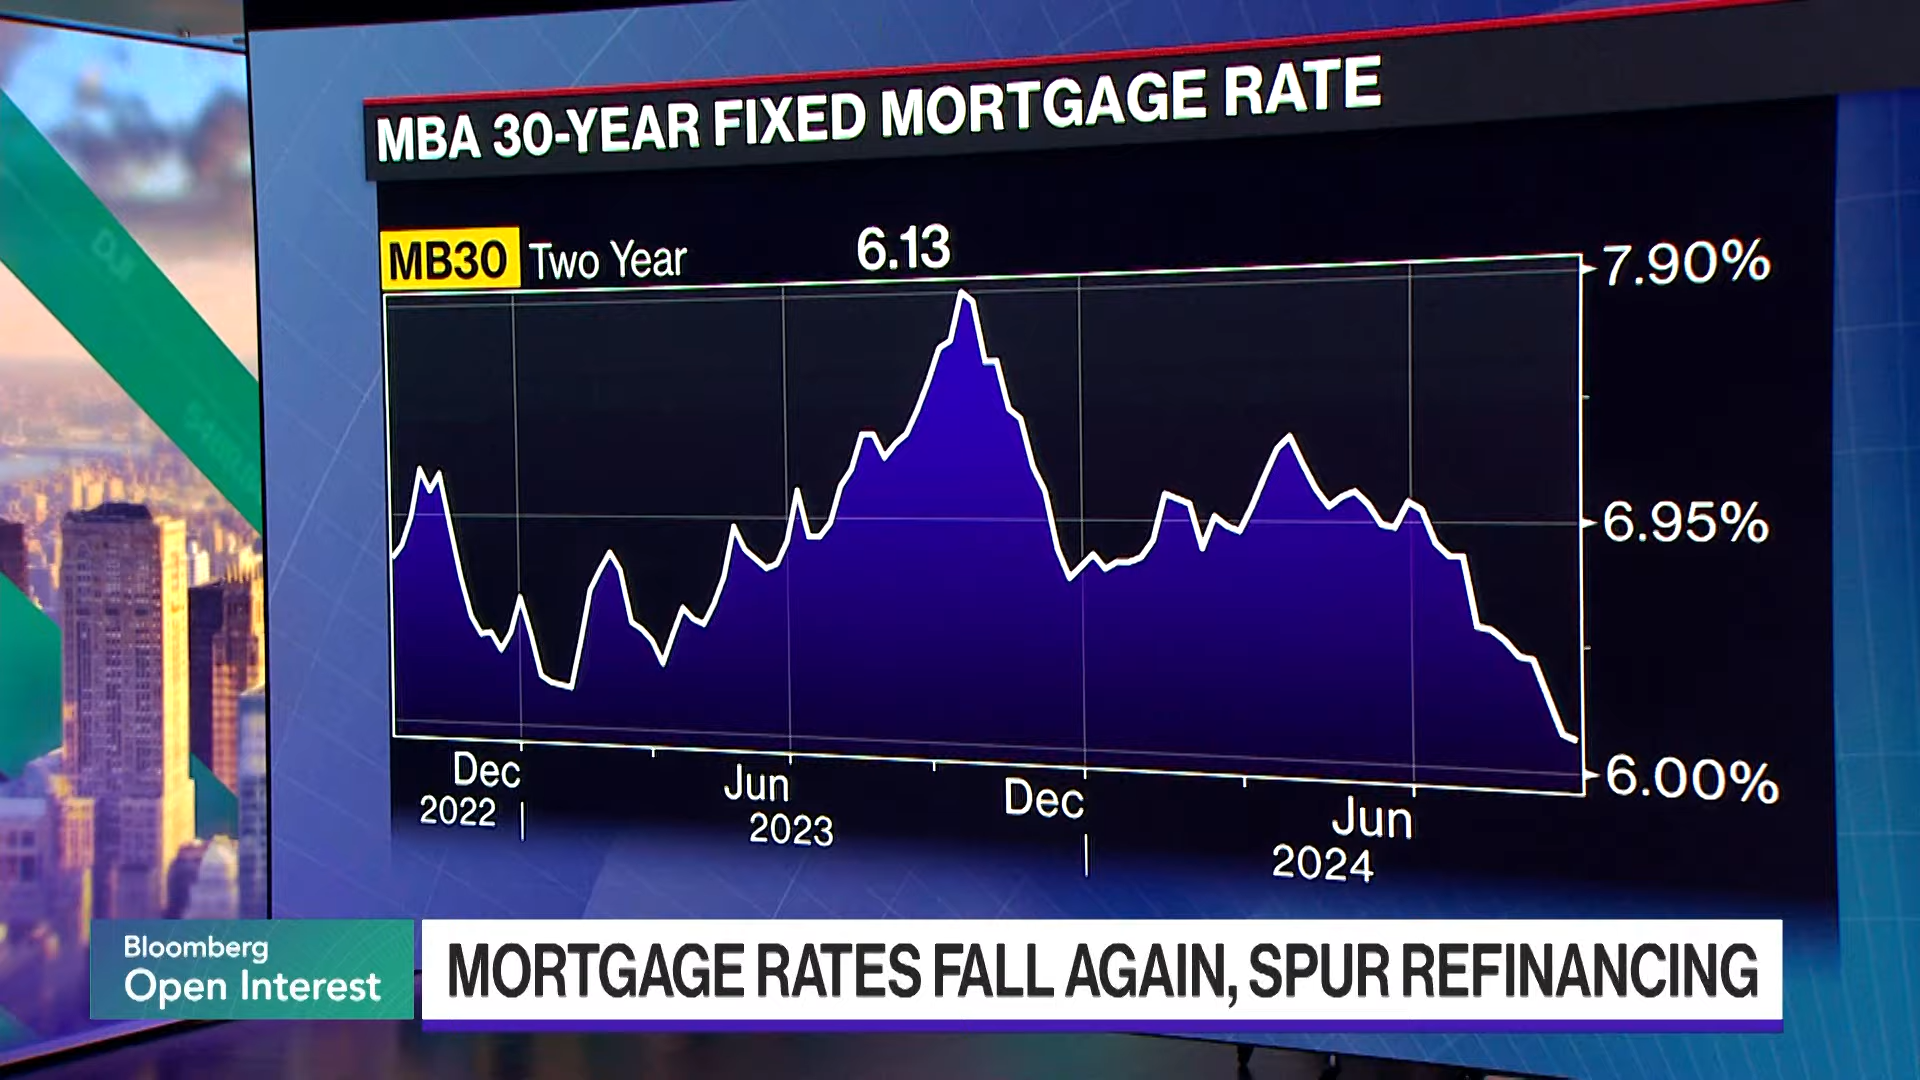 MBA 30-YEAR FIXED MORTGAGE RATE
MB30 Two Year 6.13
7.90%
6.95%
6.00%
Dec Jun Dec Jun
2022 2023 2024
DJI
Bloomberg
Open Interest
MORTGAGE RATES FALL AGAIN, SPUR REFINANCING